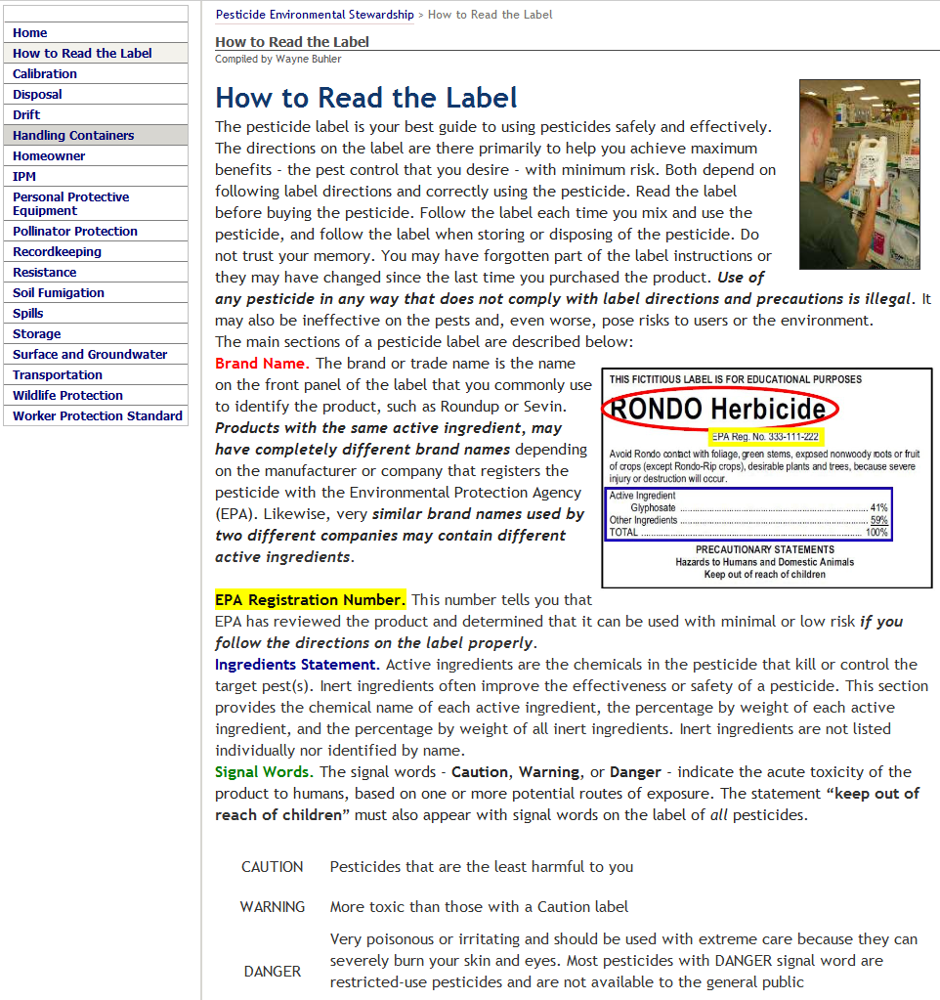 Home
How to Read the Label
Calibration
Disposal
Drift
Handling Containers
Homeowner
IPM
Personal Protective
Equipment
Pollinator Protection
Recordkeeping
Resistance
Soil Fumigation
Spills
Storage
Surface and Groundwater
Transportation
Wildlife Protection
Worker Protection Standard
Pesticide Environmental Stewardship > How to Read the Label
How to Read the Label
Compiled by Wayne Buhler
How to Read the Label
The pesticide label is your best guide to using pesticides safely and effectively.
The directions on the label are there primarily to help you achieve maximum
benefits - the pest control that you desire - with minimum risk. Both depend on
following label directions and correctly using the pesticide. Read the label
before buying the pesticide. Follow the label each time you mix and use the
pesticide, and follow the label when storing or disposing of the pesticide. Do
not trust your memory. You may have forgotten part of the label instructions or
they may have changed since the last time you purchased the product. Use of
any pesticide in any way that does not comply with label directions and precautions is illegal. It
may also be ineffective on the pests and, even worse, pose risks to users or the environment.
The main sections of a pesticide label are described below:
Brand Name. The brand or trade name is the name
on the front panel of the label that you commonly use
to identify the product, such as Roundup or Sevin.
Products with the same active ingredient, may
have completely different brand names depending
on the manufacturer or company that registers the
pesticide with the Environmental Protection Agency
(EPA). Likewise, very similar brand names used by
two different companies may contain different
active ingredients.
THIS FICTITIOUS LABEL IS FOR EDUCATIONAL PURPOSES
RONDO Herbicide
EPA Reg. No. 333-111-222
Avoid Rondo contact with foliage, green stems, exposed nonwoody roots or fruit
of crops (except Rondo-Rip crops), desirable plants and trees, because severe
injury or destruction will occur.
Active Ingredient
Glyphosate ........ 41%
Other Ingredients ........ 59%
TOTAL ........ 100%
PRECAUTIONARY STATEMENTS
Hazards to Humans and Domestic Animals
Keep out of reach of children
EPA Registration Number. This number tells you that
EPA has reviewed the product and determined that it can be used with minimal or low risk if you
follow the directions on the label properly.
Ingredients Statement. Active ingredients are the chemicals in the pesticide that kill or control the
target pest(s). Inert ingredients often improve the effectiveness or safety of a pesticide. This section
provides the chemical name of each active ingredient, the percentage by weight of each active
ingredient, and the percentage by weight of all inert ingredients. Inert ingredients are not listed
individually nor identified by name.
Signal Words. The signal words - Caution, Warning, or Danger - indicate the acute toxicity of the
product to humans, based on one or more potential routes of exposure. The statement “keep out of
reach of children” must also appear with signal words on the label of all pesticides.
CAUTION Pesticides that are the least harmful to you
WARNING More toxic than those with a Caution label
DANGER Very poisonous or irritating and should be used with extreme care because they can
severely burn your skin and eyes. Most pesticides with DANGER signal word are
restricted-use pesticides and are not available to the general public